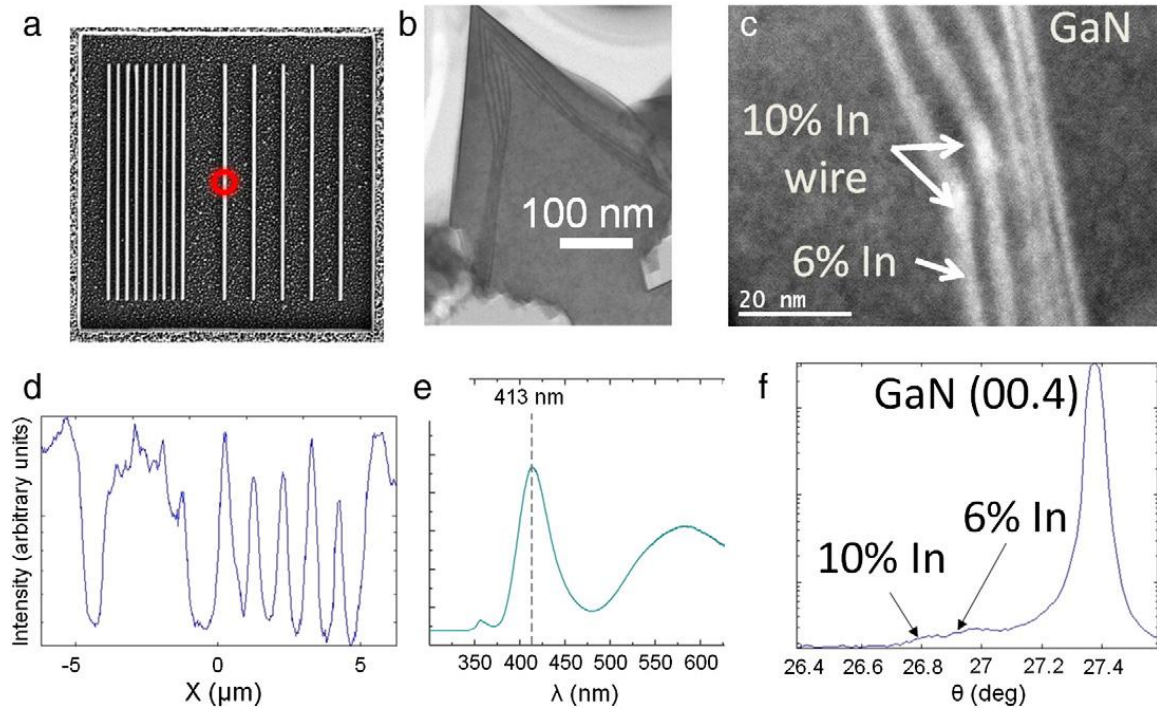 a
b
c
100 nm
GaN
10% In
wire
6% In
20 nm
d
Intensity (arbitrary units)
-5
0
5
X (µm)
e
413 nm
350
400
450
500
550
600
λ (nm)
f
GaN (00.4)
6% In
10% In
26.4
26.6
26.8
27
27.2
27.4
θ (deg)